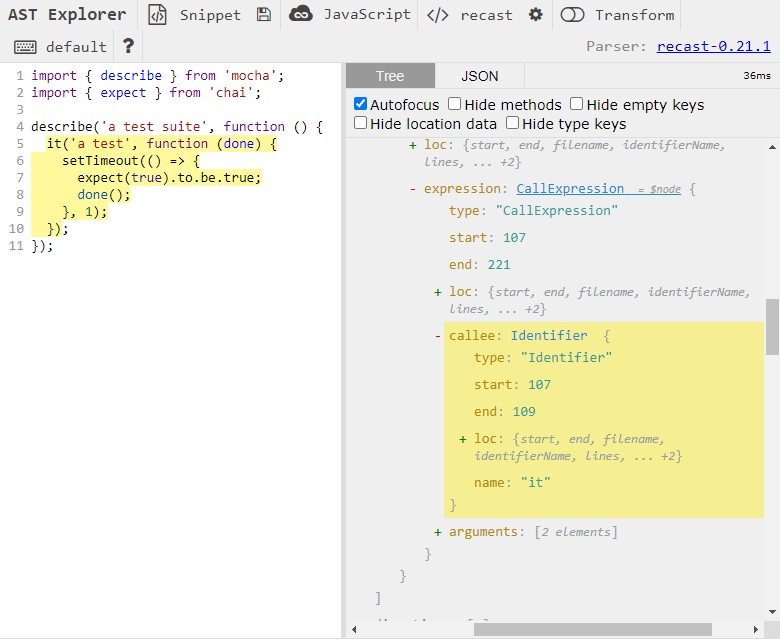 AST Explorer Snippet JavaScript </> recast Transform
default ? Parser: recast-0.21.1
1 import { describe } from 'mocha';
2 import { expect } from 'chai';
3
4 describe('a test suite', function () {
5 it('a test', function (done) {
6 setTimeout(() => {
7 expect(true).to.be.true;
8 done();
9 }, 1);
10 });
11 });
Tree JSON 36ms
Autofocus Hide methods Hide empty keys
Hide location data Hide type keys
+ loc: {start, end, filename, identifierName,
lines, ... +2}
- expression: CallExpression = $node {
type: "CallExpression"
start: 107
end: 221
+ loc: {start, end, filename, identifierName,
lines, ... +2}
- callee: Identifier {
type: "Identifier"
start: 107
end: 109
+ loc: {start, end, filename,
identifierName, lines, ... +2}
name: "it"
}
+ arguments: [2 elements]
}
}
]